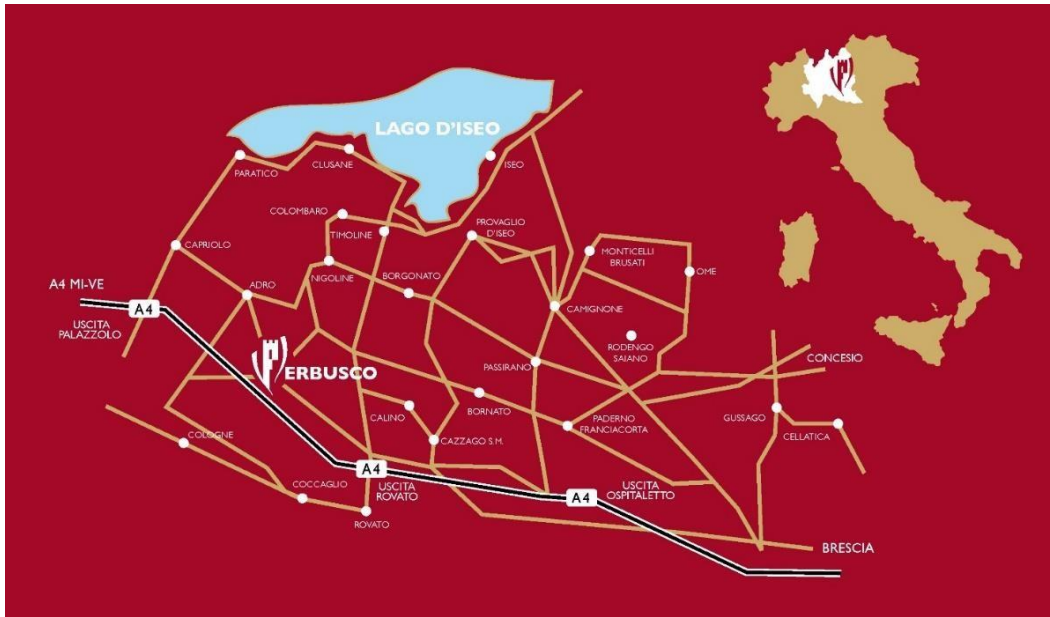 LAGO D'ISEO
PARATICO
CLUSANE
ISEO
COLOMBARO
TIMOLINE
PROVAGLIO
D'ISEO
CAPRIOLO
MONTICELLI
BRUSATI
OME
NIGOLINE
BORGONATO
ADRO
A4 MI-VE
A4
USCITA
PALAZZOLO
CAMIGNONE
RODENGO
SAIANO
CONCESIO
ERBUSCO
PASSIRANO
CALINO
BORNATO
PADERNO
FRANCIACORTA
GUSSAGO
CELLATICA
COLOGNE
CAZZAGO S.M.
A4
USCITA
ROVATO
COCCAGLIO
ROVATO
A4
USCITA
OSPITALETTO
BRESCIA